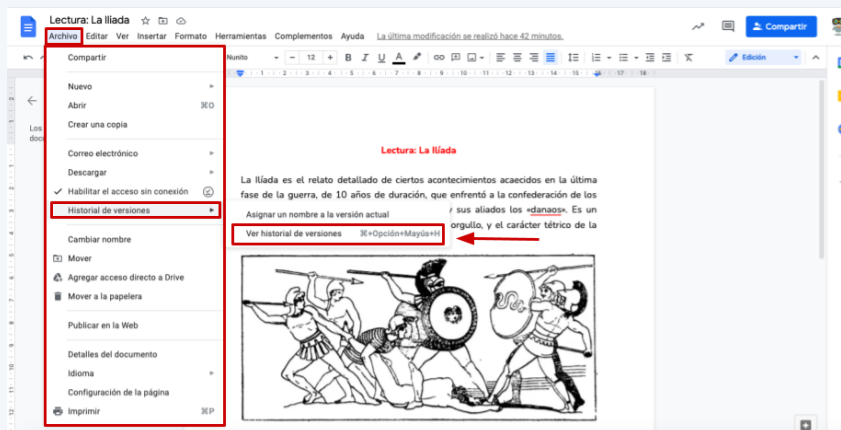 Lectura: La Ilíada
Archivo Editar Ver Insertar Formato Herramientas Complementos Ayuda La última modificación se realizó hace 42 minutos.
Compartir
Nunito 12 B I U A Edición
Compartir
Nuevo
Abrir ⌘O
Crear una copia
Correo electrónico
Descargar
Habilitar el acceso sin conexión
Historial de versiones
Asignar un nombre a la versión actual
Ver historial de versiones ⌘+Opción+Mayús+H
Cambiar nombre
Mover
Agregar acceso directo a Drive
Mover a la papelera
Publicar en la Web
Detalles del documento
Idioma
Configuración de la página
Imprimir ⌘P
Los
docu
Lectura: La Ilíada
La Ilíada es el relato detallado de ciertos acontecimientos acaecidos en la última
fase de la guerra, de 10 años de duración, que enfrentó a la confederación de los
y sus aliados los «danaos». Es un
orgullo, y el carácter tétrico de la